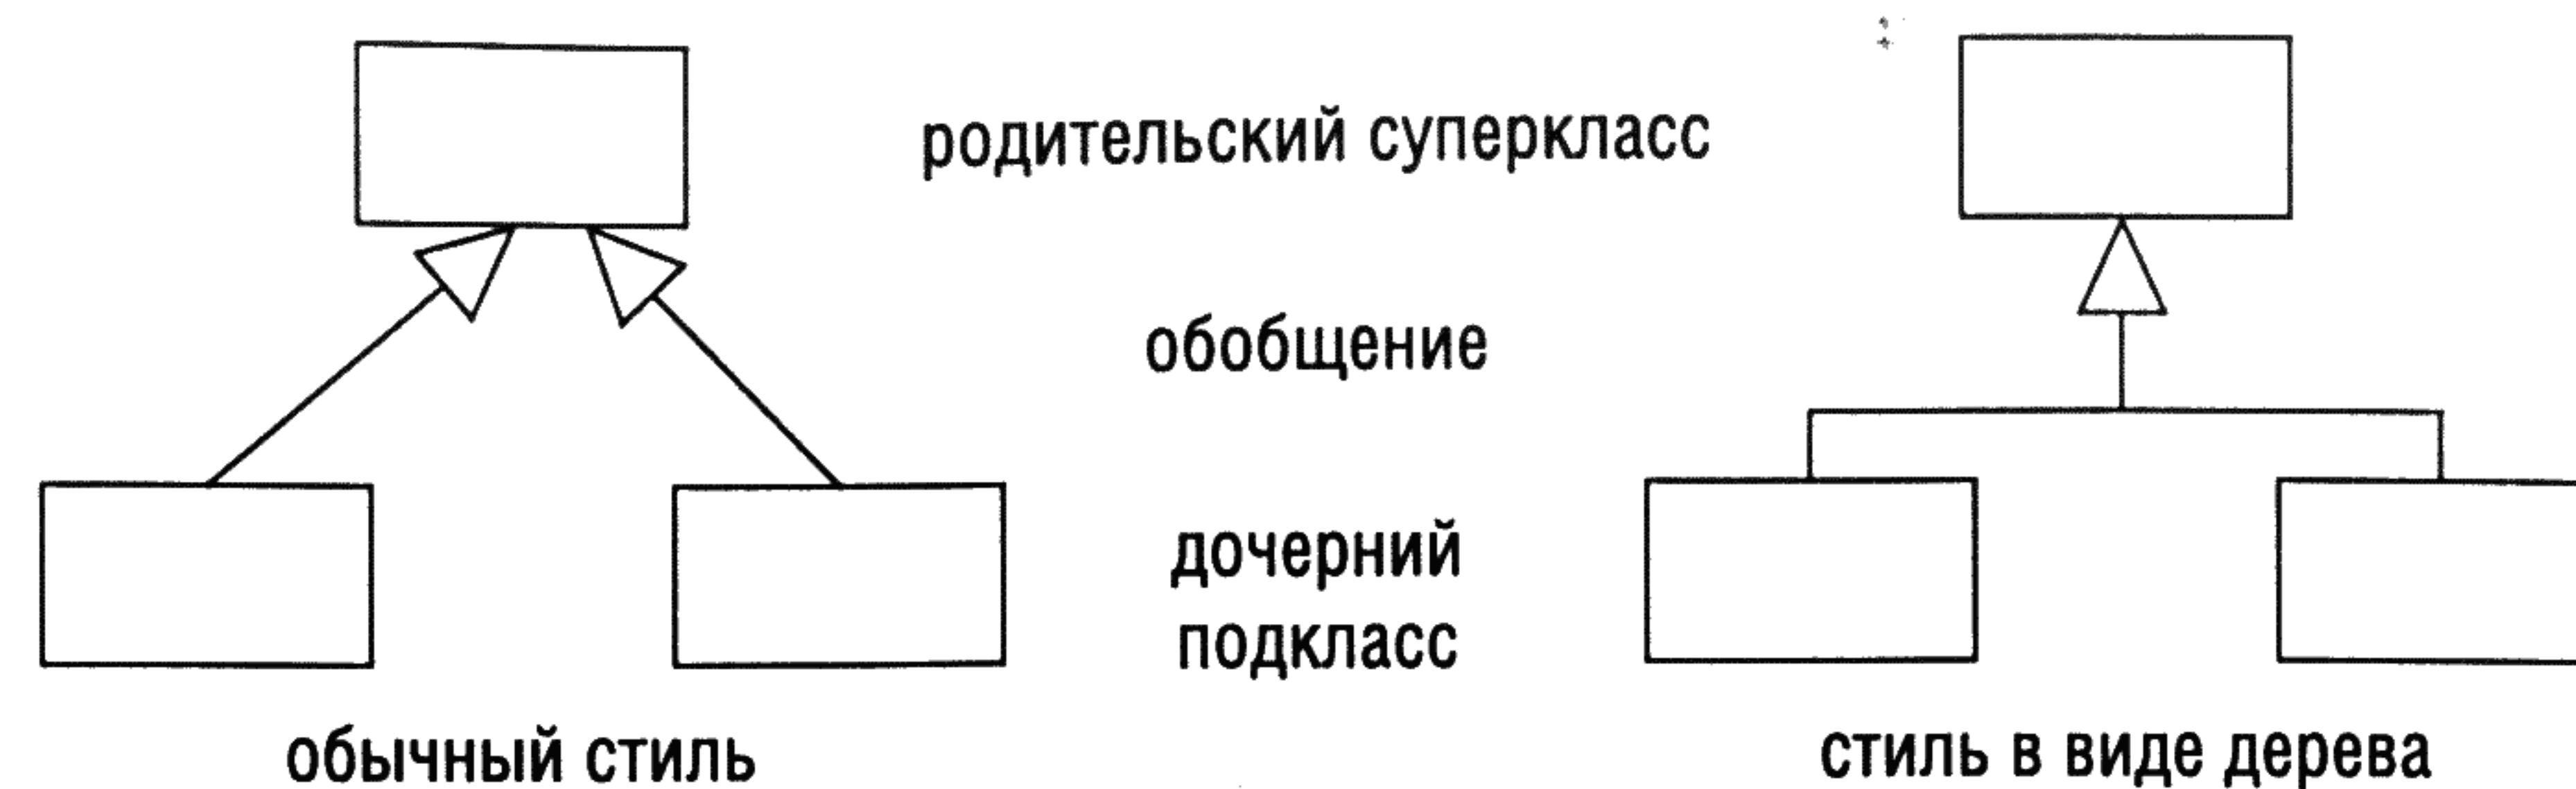 родительский суперкласс
обобщение
дочерний
подкласс
обычный стиль
стиль в виде дерева